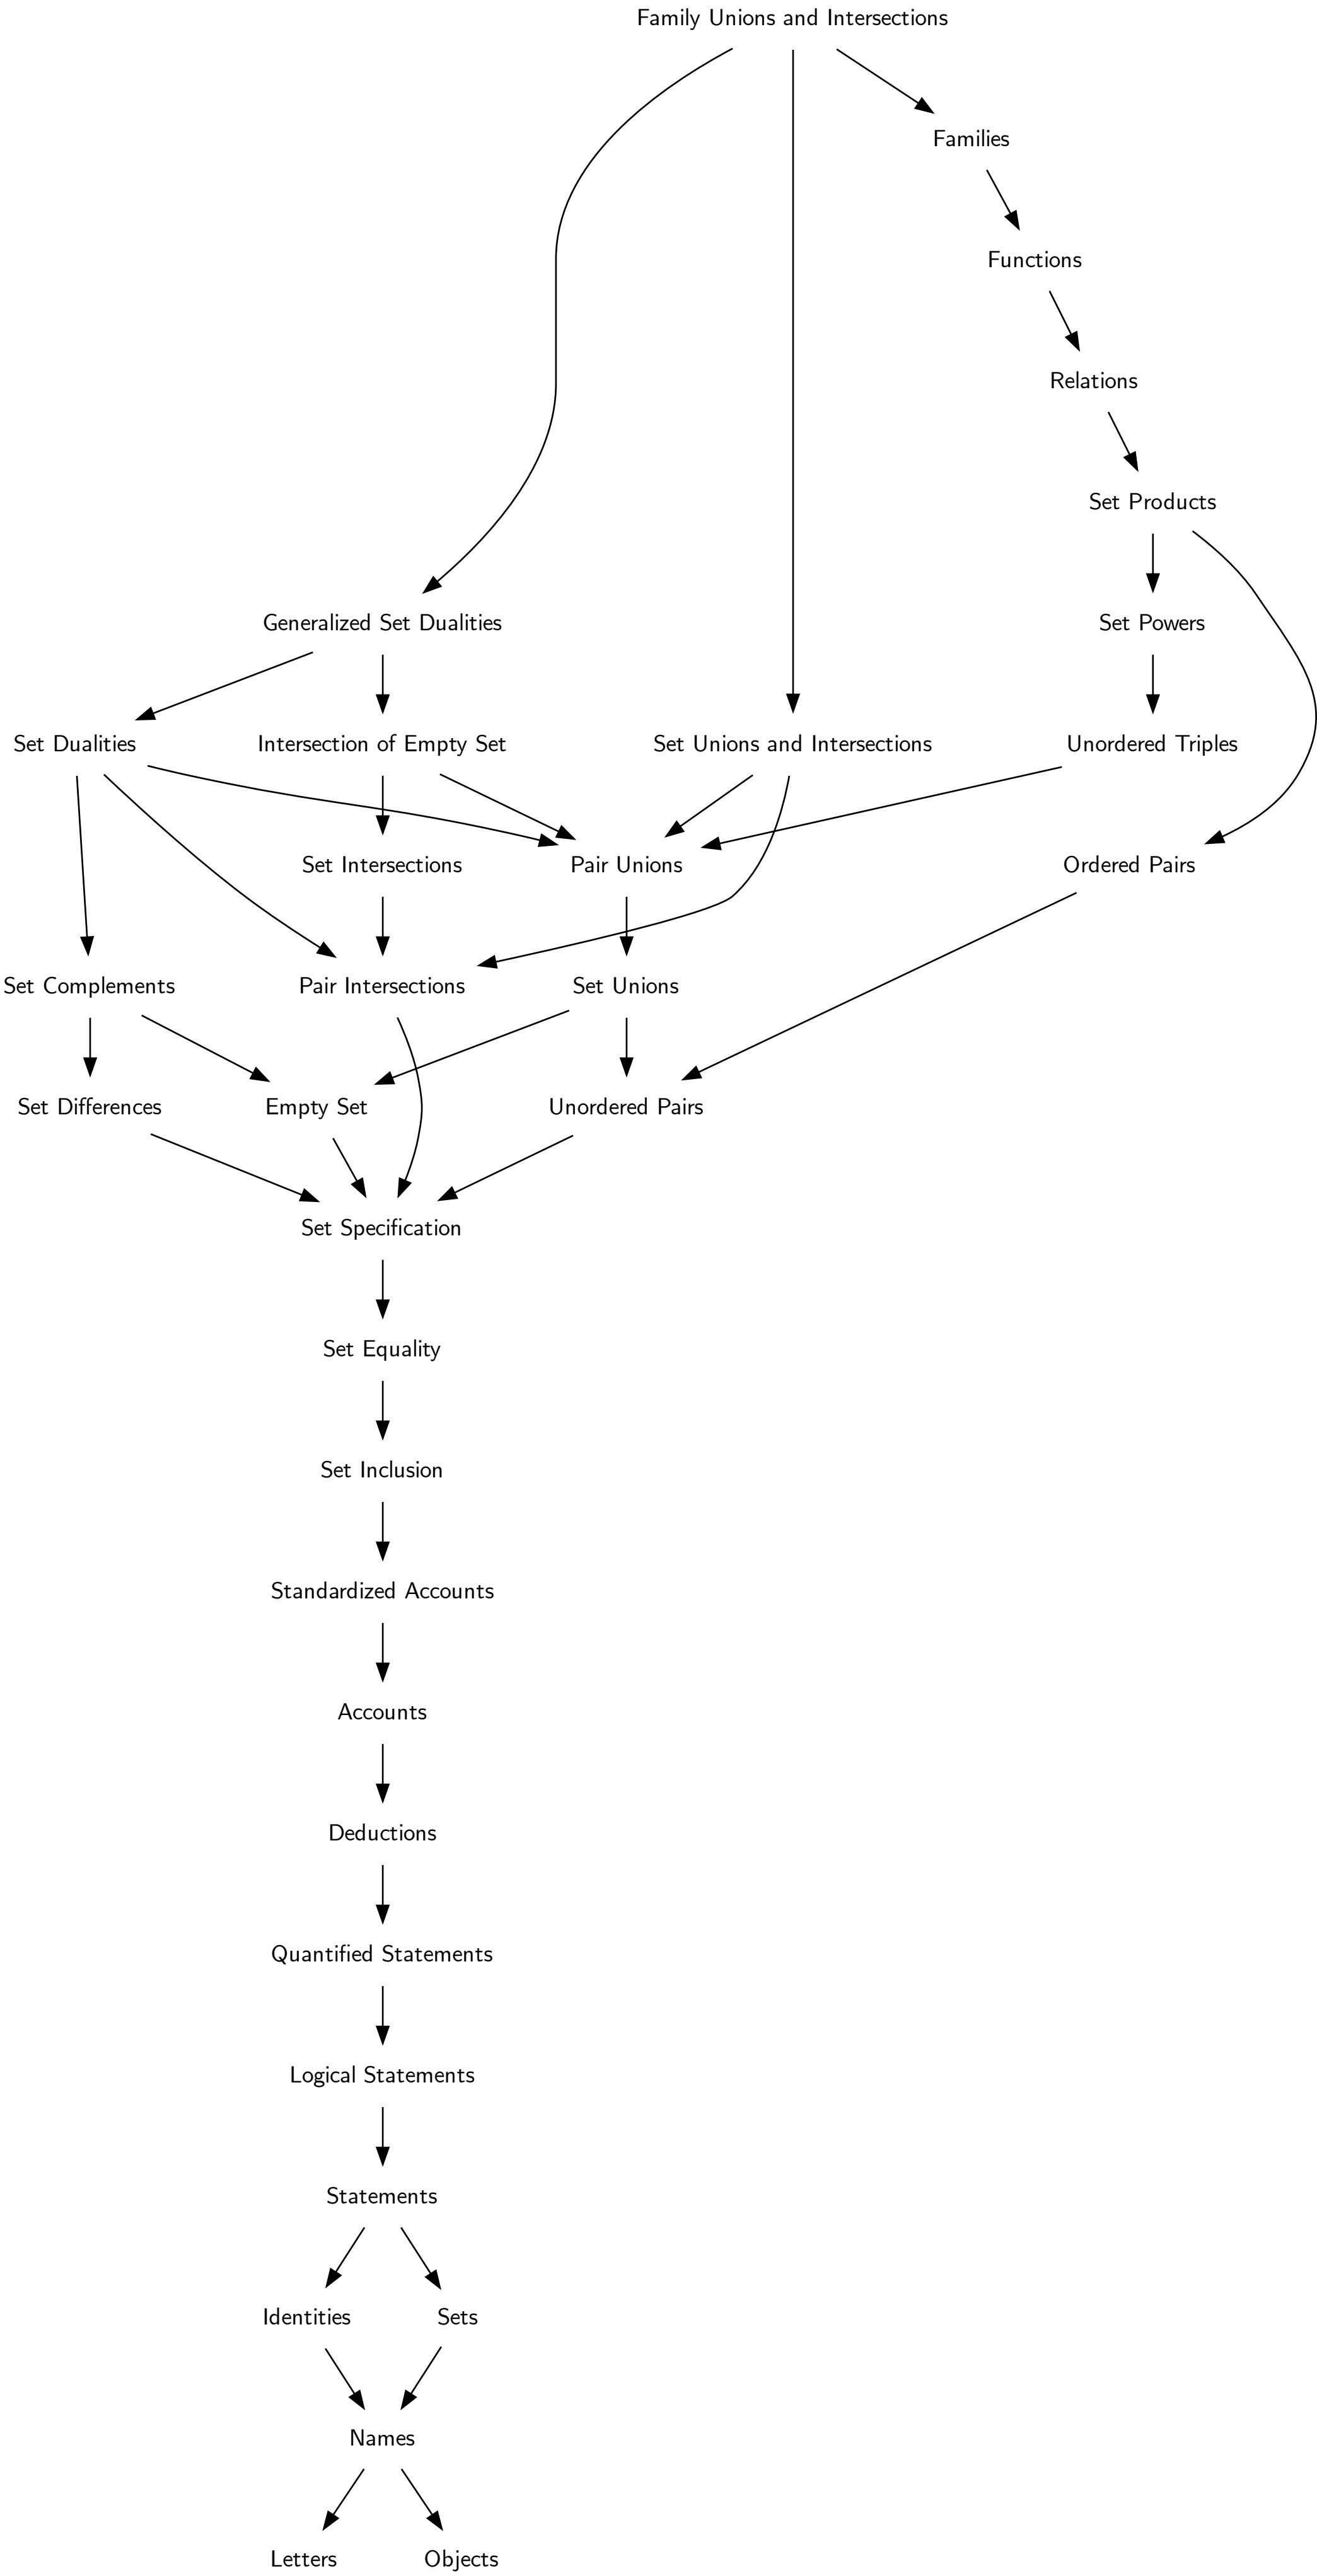 Family Unions and Intersections
Families
Functions
Relations
Set Products
Generalized Set Dualities
Set Powers
Set Dualities
Intersection of Empty Set
Set Unions and Intersections
Unordered Triples
Set Intersections
Pair Unions
Ordered Pairs
Set Complements
Pair Intersections
Set Unions
Set Differences
Empty Set
Unordered Pairs
Set Specification
Set Equality
Set Inclusion
Standardized Accounts
Accounts
Deductions
Quantified Statements
Logical Statements
Statements
Identities
Sets
Names
Letters
Objects